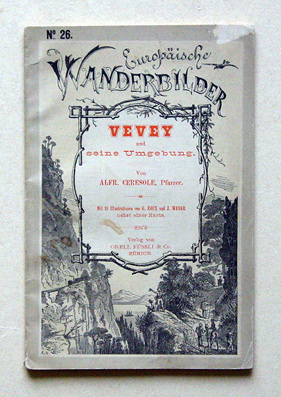 No 26.
Europäische
WANDERBILDER
VEVEY
und
seine Umgebung.
Von
ALFR. CERESOLE, Pfarrer.
Mit 19 Illustrationen von G. ROUX und J. WEBER
nebst einer Karte.
Verlag von
ORELL FÜSSLI & Co.
ZÜRICH